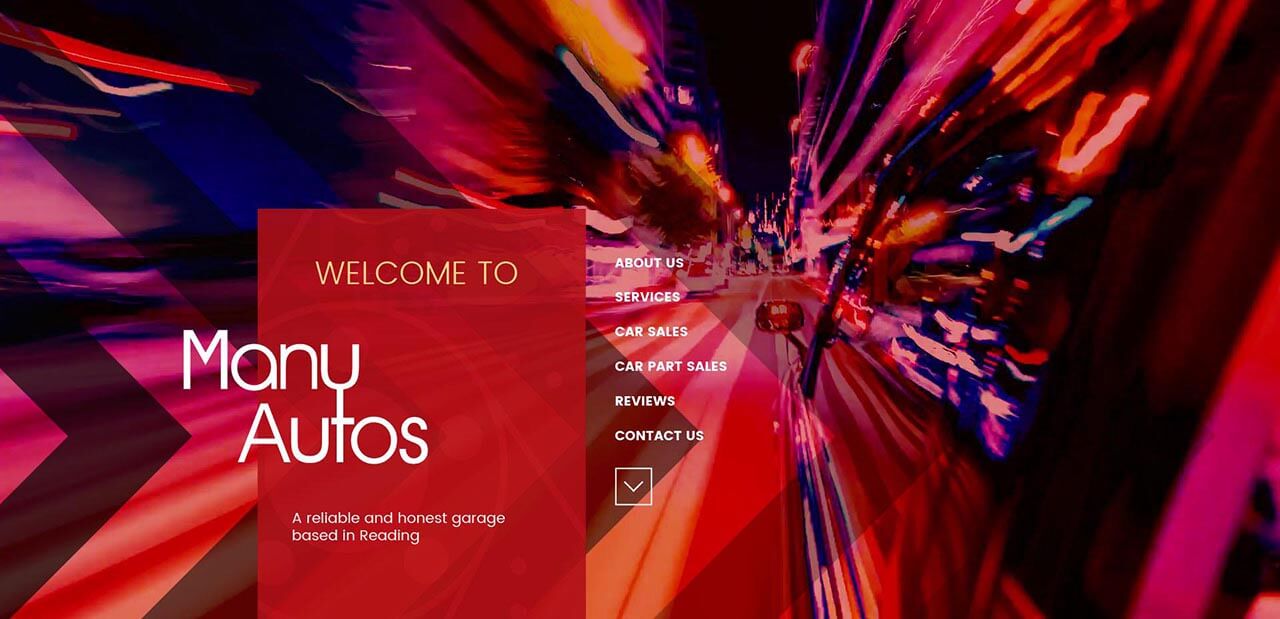 WELCOME TO
Many
Autos
A reliable and honest garage
based in Reading
ABOUT US
SERVICES
CAR SALES
CAR PART SALES
REVIEWS
CONTACT US